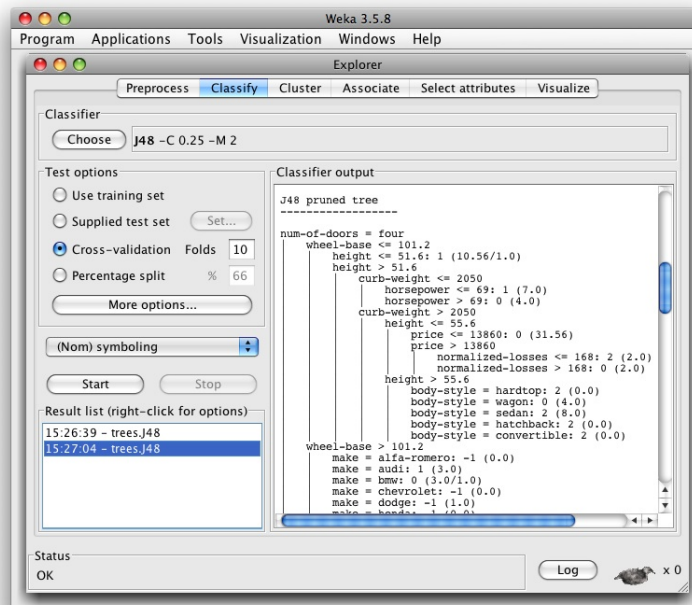 Weka 3.5.8
Program Applications Tools Visualization Windows Help
Explorer
Preprocess Classify Cluster Associate Select attributes Visualize
Classifier
Choose J48 -C 0.25 -M 2
Test options
Use training set
Supplied test set Set...
Cross-validation Folds 10
Percentage split % 66
More options...
(Nom) symboling
Start Stop
Result list (right-click for options)
15:26:39 - trees.J48
15:27:04 - trees.J48
Classifier output
J48 pruned tree
------------------
num-of-doors = four
|   wheel-base <= 101.2
|   |   height <= 51.6: 1 (10.56/1.0)
|   |   height > 51.6
|   |   |   curb-weight <= 2050
|   |   |   |   horsepower <= 69: 1 (7.0)
|   |   |   |   horsepower > 69: 0 (4.0)
|   |   |   curb-weight > 2050
|   |   |   |   height <= 55.6
|   |   |   |   |   price <= 13860: 0 (31.56)
|   |   |   |   |   price > 13860
|   |   |   |   |   |   normalized-losses <= 168: 2 (2.0)
|   |   |   |   |   |   normalized-losses > 168: 0 (2.0)
|   |   |   |   height > 55.6
|   |   |   |   |   body-style = hardtop: 2 (0.0)
|   |   |   |   |   body-style = wagon: 0 (4.0)
|   |   |   |   |   body-style = sedan: 2 (8.0)
|   |   |   |   |   body-style = hatchback: 2 (0.0)
|   |   |   |   |   body-style = convertible: 2 (0.0)
|   wheel-base > 101.2
|   |   make = alfa-romero: -1 (0.0)
|   |   make = audi: 1 (3.0)
|   |   make = bmw: 0 (3.0/1.0)
|   |   make = chevrolet: -1 (0.0)
|   |   make = dodge: -1 (1.0)
|   |   make = honda: -1 (0.0)
Status
OK
Log x 0